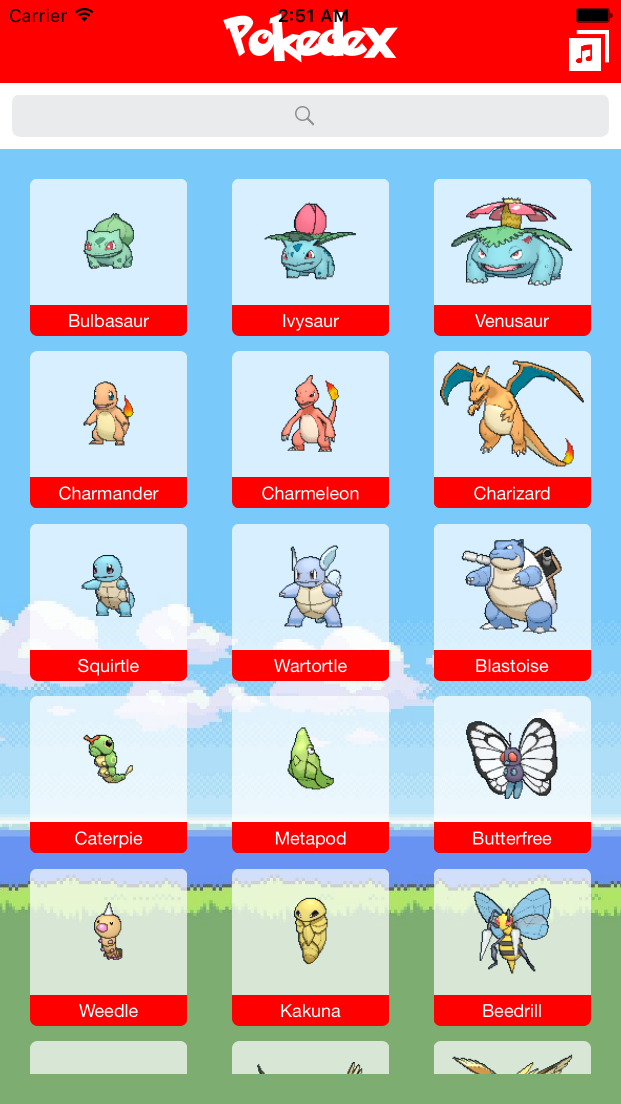 Carrier 2:51 AM
Pokedex
Bulbasaur Ivysaur Venusaur
Charmander Charmeleon Charizard
Squirtle Wartortle Blastoise
Caterpie Metapod Butterfree
Weedle Kakuna Beedrill